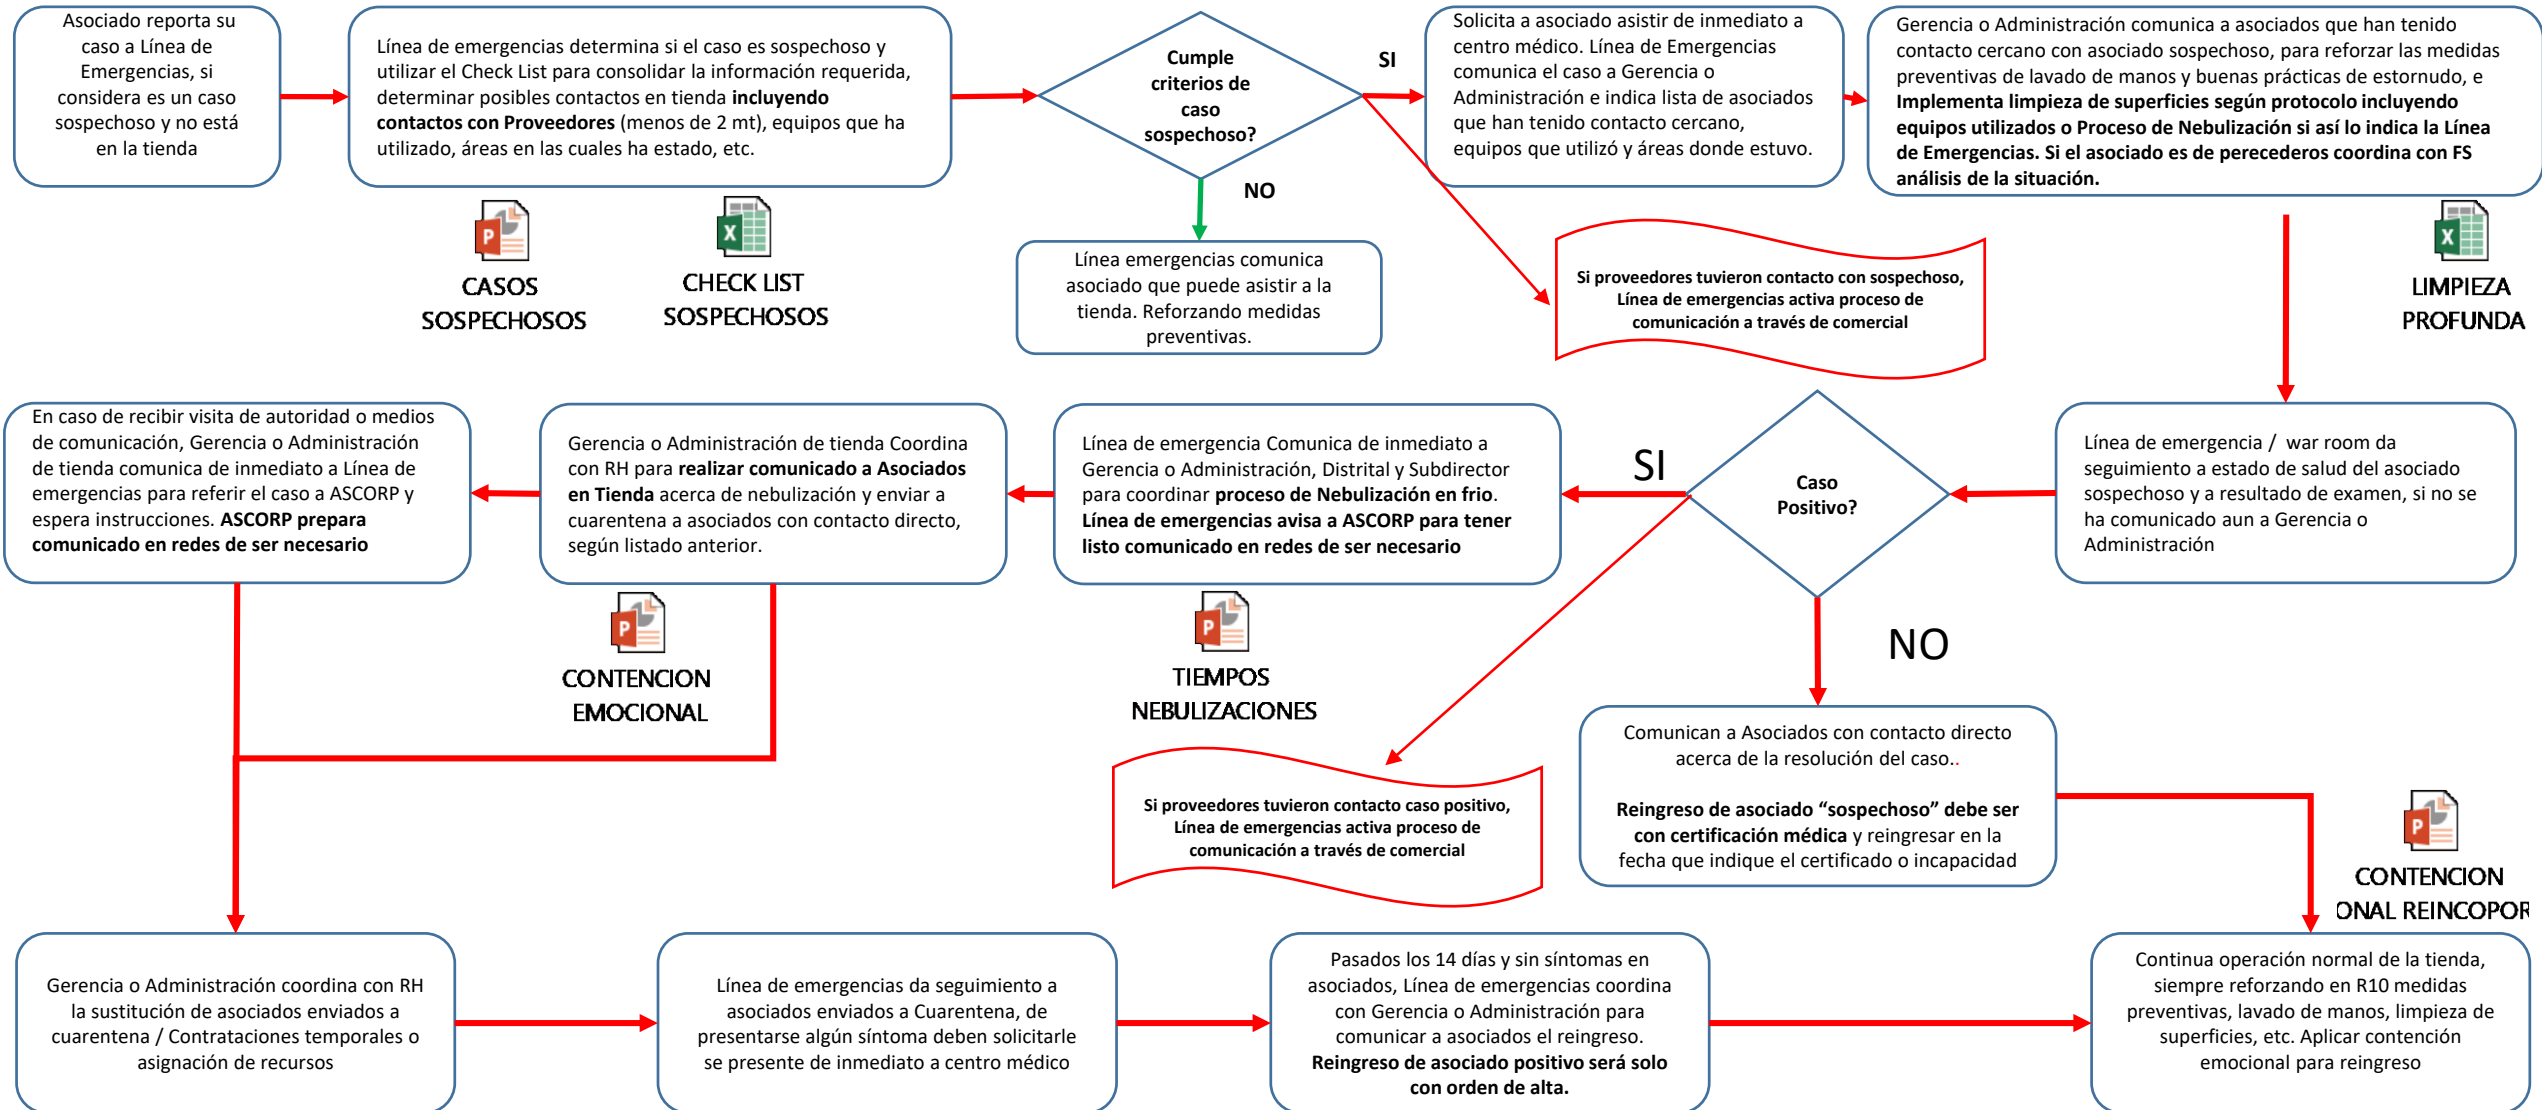 Asociado reporta su
caso a Línea de
Emergencias, si
considera es un caso
sospechoso y no está
en la tienda
Línea de emergencias determina si el caso es sospechoso y
utilizar el Check List para consolidar la información requerida,
determinar posibles contactos en tienda incluyendo
contactos con Proveedores (menos de 2 mt), equipos que ha
utilizado, áreas en las cuales ha estado, etc.
Cumple
criterios de
caso
sospechoso?
SI
NO
Solicita a asociado asistir de inmediato a
centro médico. Línea de Emergencias
comunica el caso a Gerencia o
Administración e indica lista de asociados
que han tenido contacto cercano,
equipos que utilizó y áreas donde estuvo.
Gerencia o Administración comunica a asociados que han tenido
contacto cercano con asociado sospechoso, para reforzar las medidas
preventivas de lavado de manos y buenas prácticas de estornudo, e
Implementa limpieza de superficies según protocolo incluyendo
equipos utilizados o Proceso de Nebulización si así lo indica la Línea
de Emergencias. Si el asociado es de perecederos coordina con FS
análisis de la situación.
CASOS
SOSPECHOSOS
CHECK LIST
SOSPECHOSOS
Línea emergencias comunica
asociado que puede asistir a la
tienda. Reforzando medidas
preventivas.
Si proveedores tuvieron contacto con sospechoso,
Línea de emergencias activa proceso de
comunicación a través de comercial
LIMPIEZA
PROFUNDA
En caso de recibir visita de autoridad o medios
de comunicación, Gerencia o Administración
de tienda comunica de inmediato a Línea de
emergencias para referir el caso a ASCORP y
espera instrucciones. ASCORP prepara
comunicado en redes de ser necesario
Gerencia o Administración de tienda Coordina
con RH para realizar comunicado a Asociados
en Tienda acerca de nebulización y enviar a
cuarentena a asociados con contacto directo,
según listado anterior.
Línea de emergencia Comunica de inmediato a
Gerencia o Administración, Distrital y Subdirector
para coordinar proceso de Nebulización en frio.
Línea de emergencias avisa a ASCORP para tener
listo comunicado en redes de ser necesario
SI
Caso
Positivo?
Línea de emergencia / war room da
seguimiento a estado de salud del asociado
sospechoso y a resultado de examen, si no se
ha comunicado aun a Gerencia o
Administración
CONTENCION
EMOCIONAL
TIEMPOS
NEBULIZACIONES
NO
Si proveedores tuvieron contacto caso positivo,
Línea de emergencias activa proceso de
comunicación a través de comercial
Comunican a Asociados con contacto directo
acerca de la resolución del caso..
Reingreso de asociado “sospechoso” debe ser
con certificación médica y reingresar en la
fecha que indique el certificado o incapacidad
CONTENCION
ONAL REINCOPOR
Gerencia o Administración coordina con RH
la sustitución de asociados enviados a
cuarentena / Contrataciones temporales o
asignación de recursos
Línea de emergencias da seguimiento a
asociados enviados a Cuarentena, de
presentarse algún síntoma deben solicitarle
se presente de inmediato a centro médico
Pasados los 14 días y sin síntomas en
asociados, Línea de emergencias coordina
con Gerencia o Administración para
comunicar a asociados el reingreso.
Reingreso de asociado positivo será solo
con orden de alta.
Continua operación normal de la tienda,
siempre reforzando en R10 medidas
preventivas, lavado de manos, limpieza de
superficies, etc. Aplicar contención
emocional para reingreso